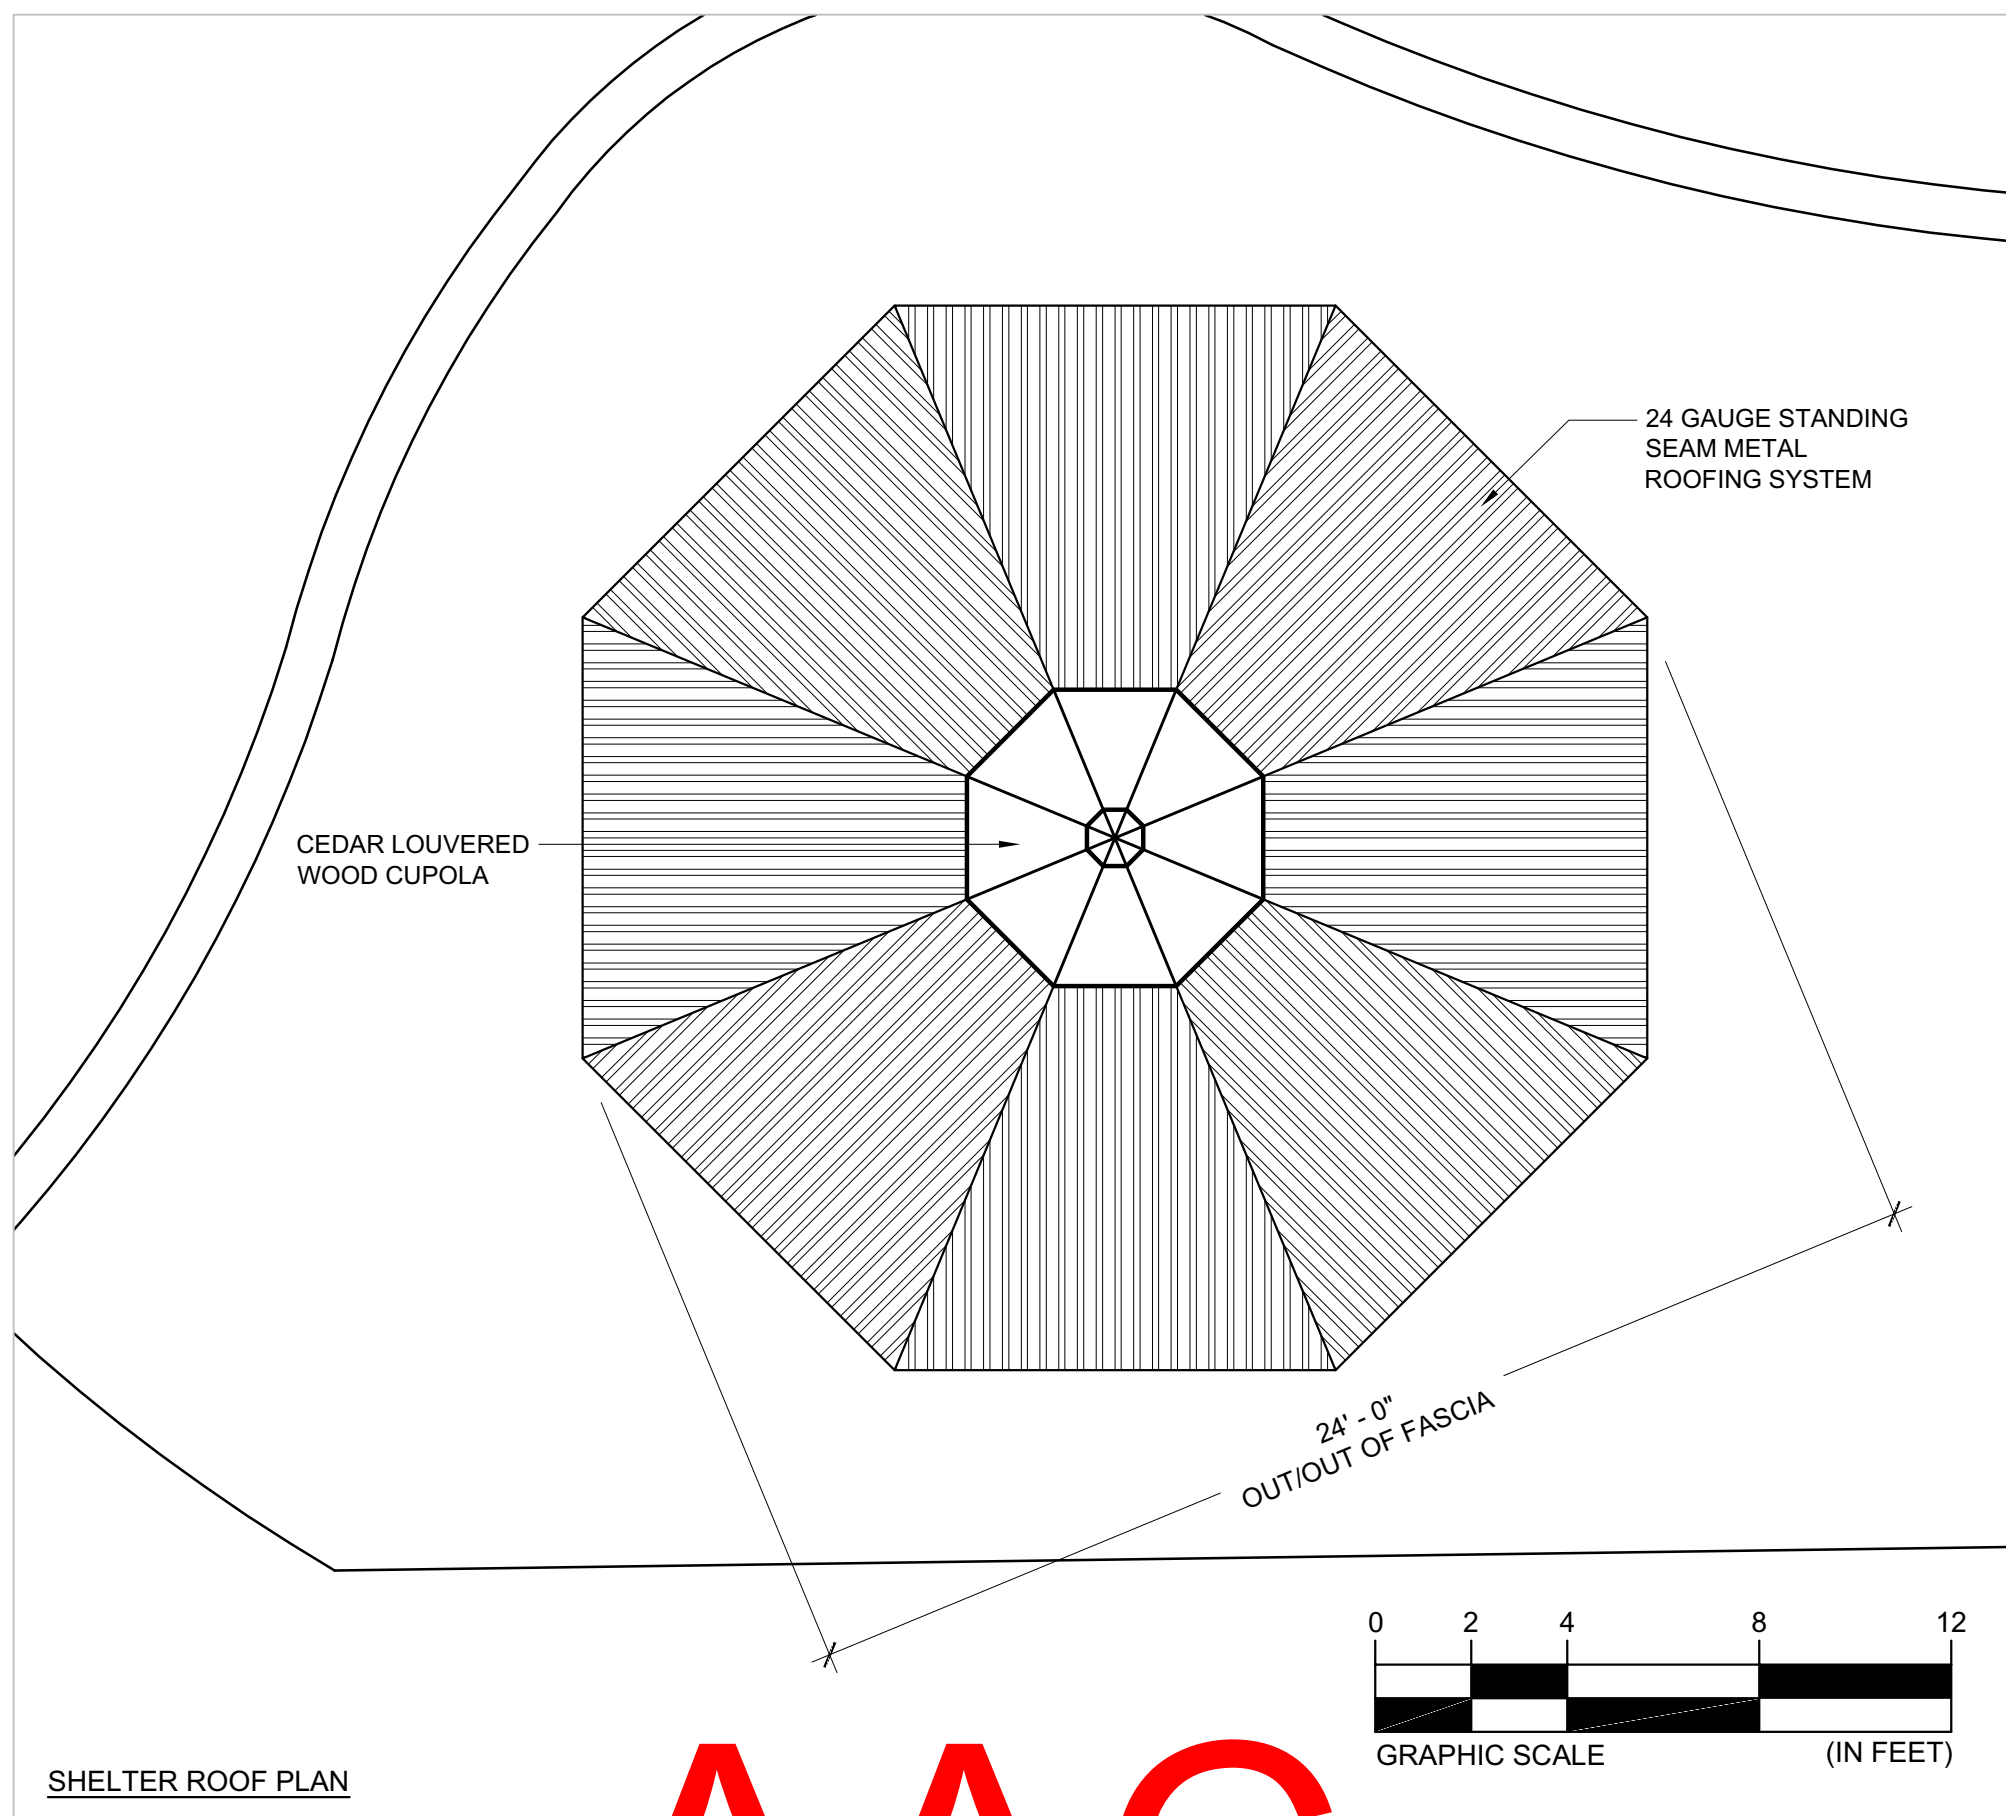 24 GAUGE STANDING
SEAM METAL
ROOFING SYSTEM
CEDAR LOUVERED
WOOD CUPOLA
24' - 0"
OUT/OUT OF FASCIA
0 2 4 8 12
GRAPHIC SCALE (IN FEET)
SHELTER ROOF PLAN